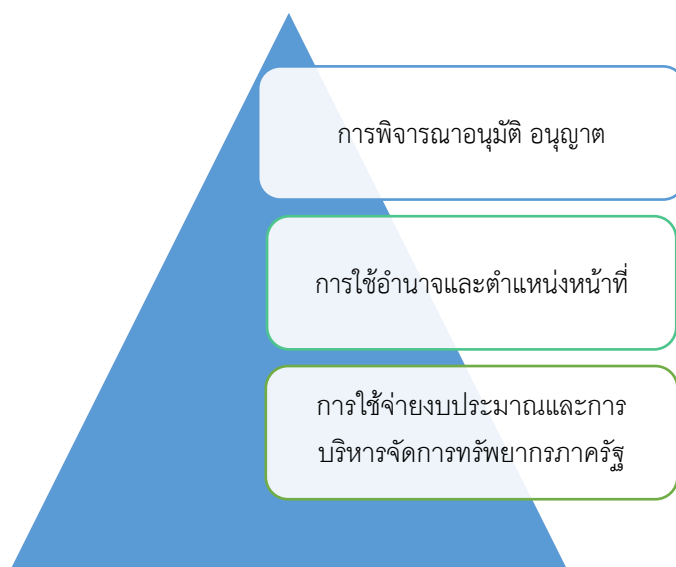 การพิจารณาอนุมัติ อนุญาต
การใช้อำนาจและตำแหน่งหน้าที่
การใช้จ่ายงบประมาณและการ
บริหารจัดการทรัพยากรภาครัฐ